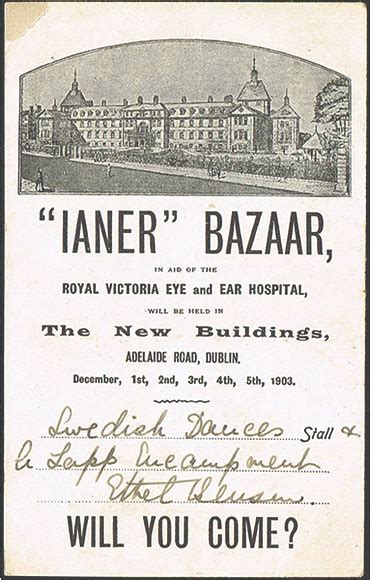 "IANER" BAZAAR,
IN AID OF THE
ROYAL VICTORIA EYE and EAR HOSPITAL,
WILL BE HELD IN
The New Buildings,
ADELAIDE ROAD, DUBLIN.
December, 1st, 2nd, 3rd, 4th, 5th, 1903.
Swedish Dances Stall &
a Lapp Encampment
Ethel
WILL YOU COME?